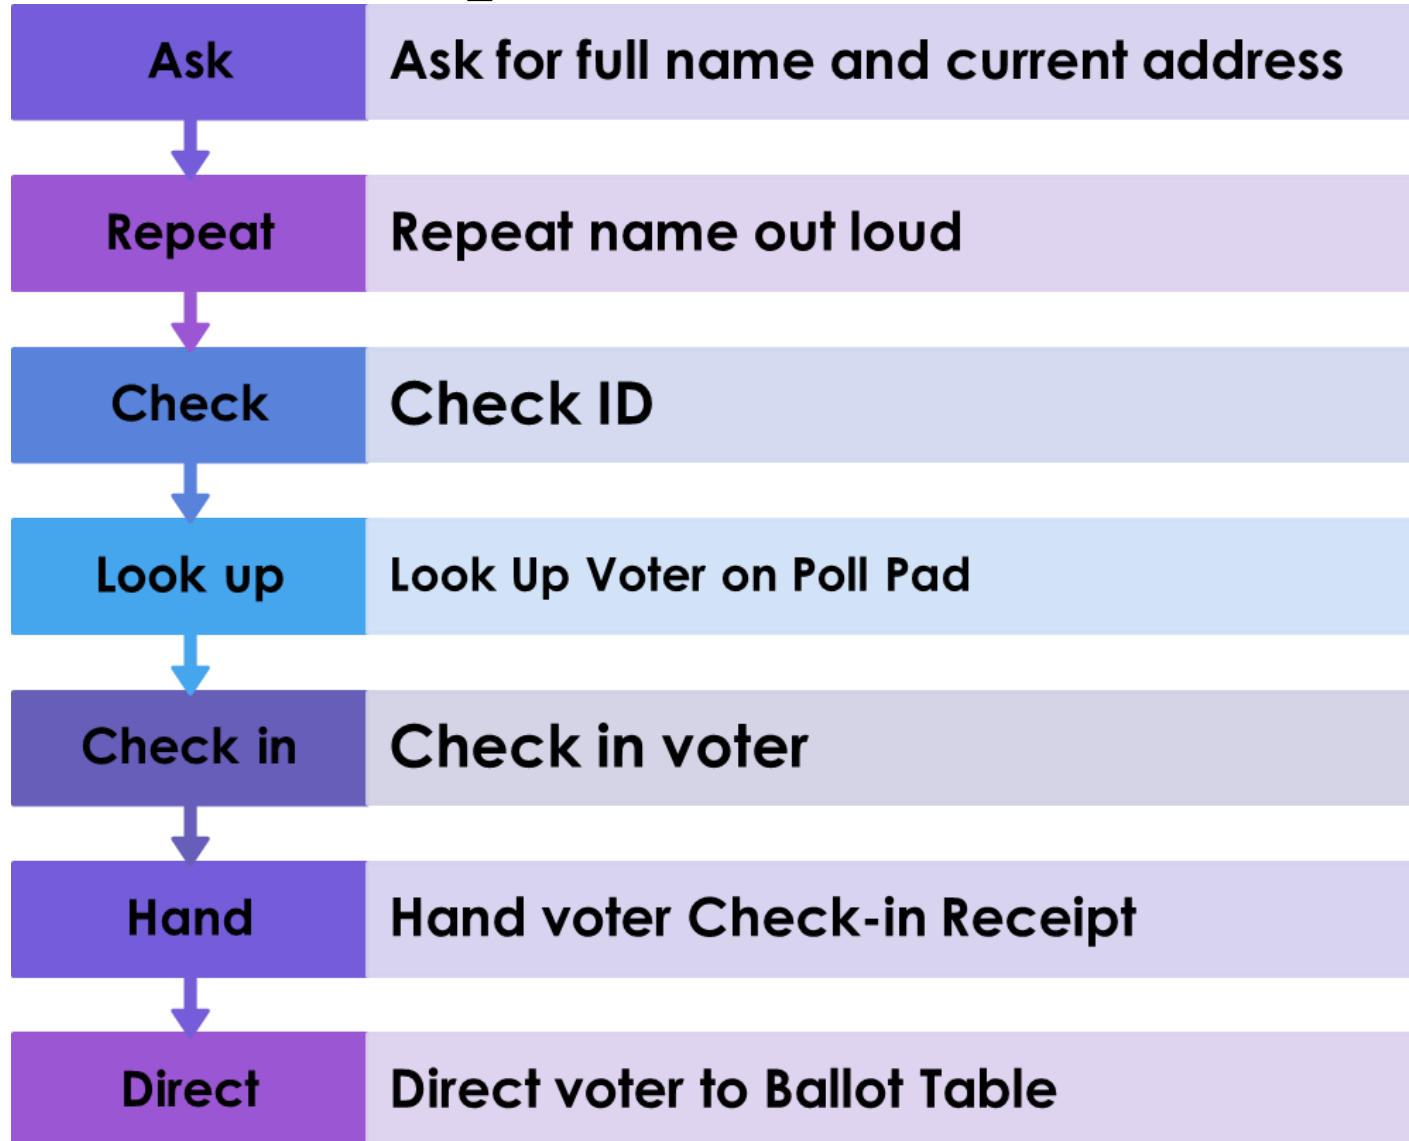 Ask
Ask for full name and current address
Repeat
Repeat name out loud
Check
Check ID
Look up
Look Up Voter on Poll Pad
Check in
Check in voter
Hand
Hand voter Check-in Receipt
Direct
Direct voter to Ballot Table